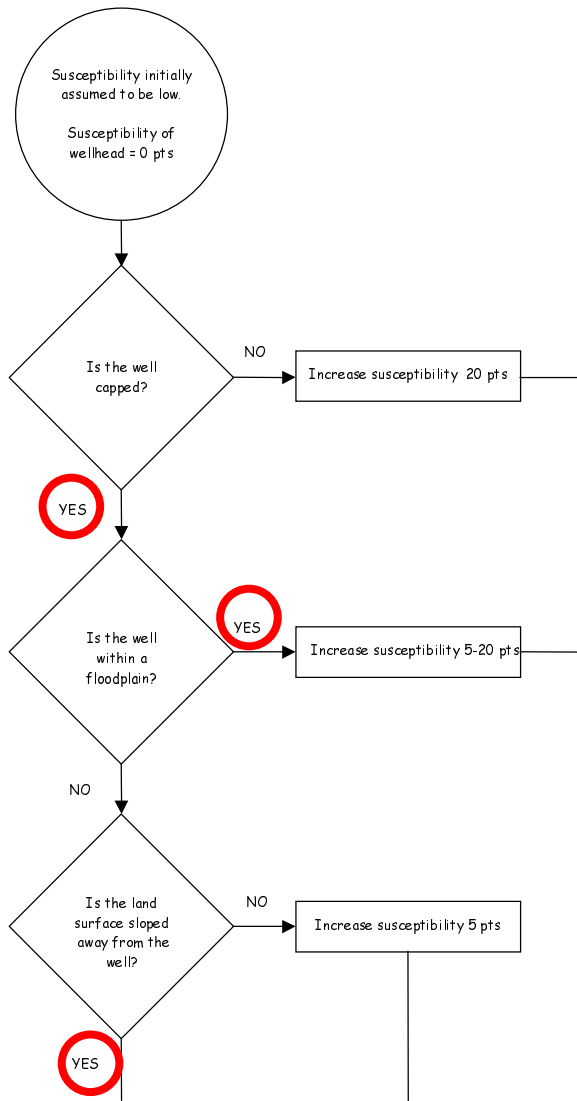 Susceptibility initially
assumed to be low.
Susceptibility of
wellhead = 0 pts
Is the well
capped?
NO
Increase susceptibility 20 pts
YES
Is the well
within a
floodplain?
YES
Increase susceptibility 5-20 pts
NO
Is the land
surface sloped
away from the
well?
NO
Increase susceptibility 5 pts
YES